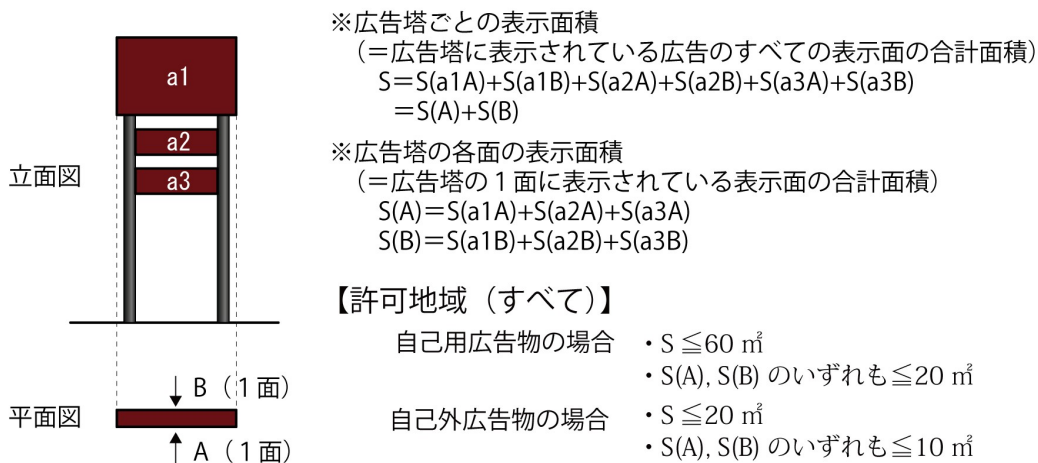 a1
a2
a3
立面図
B（1面）
平面図
A（1面）
※広告塔ごとの表示面積
（＝広告塔に表示されている広告のすべての表示面の合計面積）
S＝S(a1A)+S(a1B)+S(a2A)+S(a2B)+S(a3A)+S(a3B)
＝S(A)+S(B)
※広告塔の各面の表示面積
（＝広告塔の1面に表示されている表示面の合計面積）
S(A)＝S(a1A)+S(a2A)+S(a3A)
S(B)＝S(a1B)+S(a2B)+S(a3B)
【許可地域（すべて）】
自己用広告物の場合 ・S ≦60 ㎡
・S(A), S(B) のいずれも≦20 ㎡
自己外広告物の場合 ・S ≦20 ㎡
・S(A), S(B) のいずれも≦10 ㎡